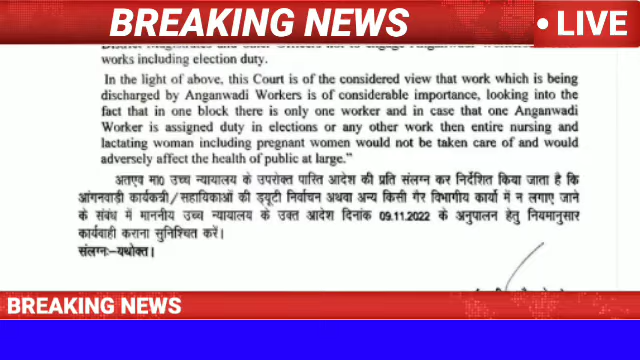 BREAKING NEWS
• LIVE
works including election duty.
In the light of above, this Court is of the considered view that work which is being
discharged by Anganwadi Workers is of considerable importance, looking into the
fact that in one block there is only one worker and in case that one Anganwadi
Worker is assigned duty in elections or any other work then entire nursing and
lactating woman including pregnant women would not be taken care of and would
adversely affect the health of public at large."
अतएव मा0 उच्च न्यायालय के उपरोक्त पारित आदेश की प्रति संलग्न कर निर्देशित किया जाता है कि
आंगनवाड़ी कार्यकत्री/सहायिकाओं की ड्यूटी निर्वाचन अथवा अन्य किसी गैर विभागीय कार्यो में न लगाए जाने
के संबंध में माननीय उच्च न्यायालय के उक्त आदेश दिनांक 09.11.2022 के अनुपालन हेतु नियमानुसार
कार्यवाही कराना सुनिश्चित करें।
संलग्नः–यथोक्त।
BREAKING NEWS